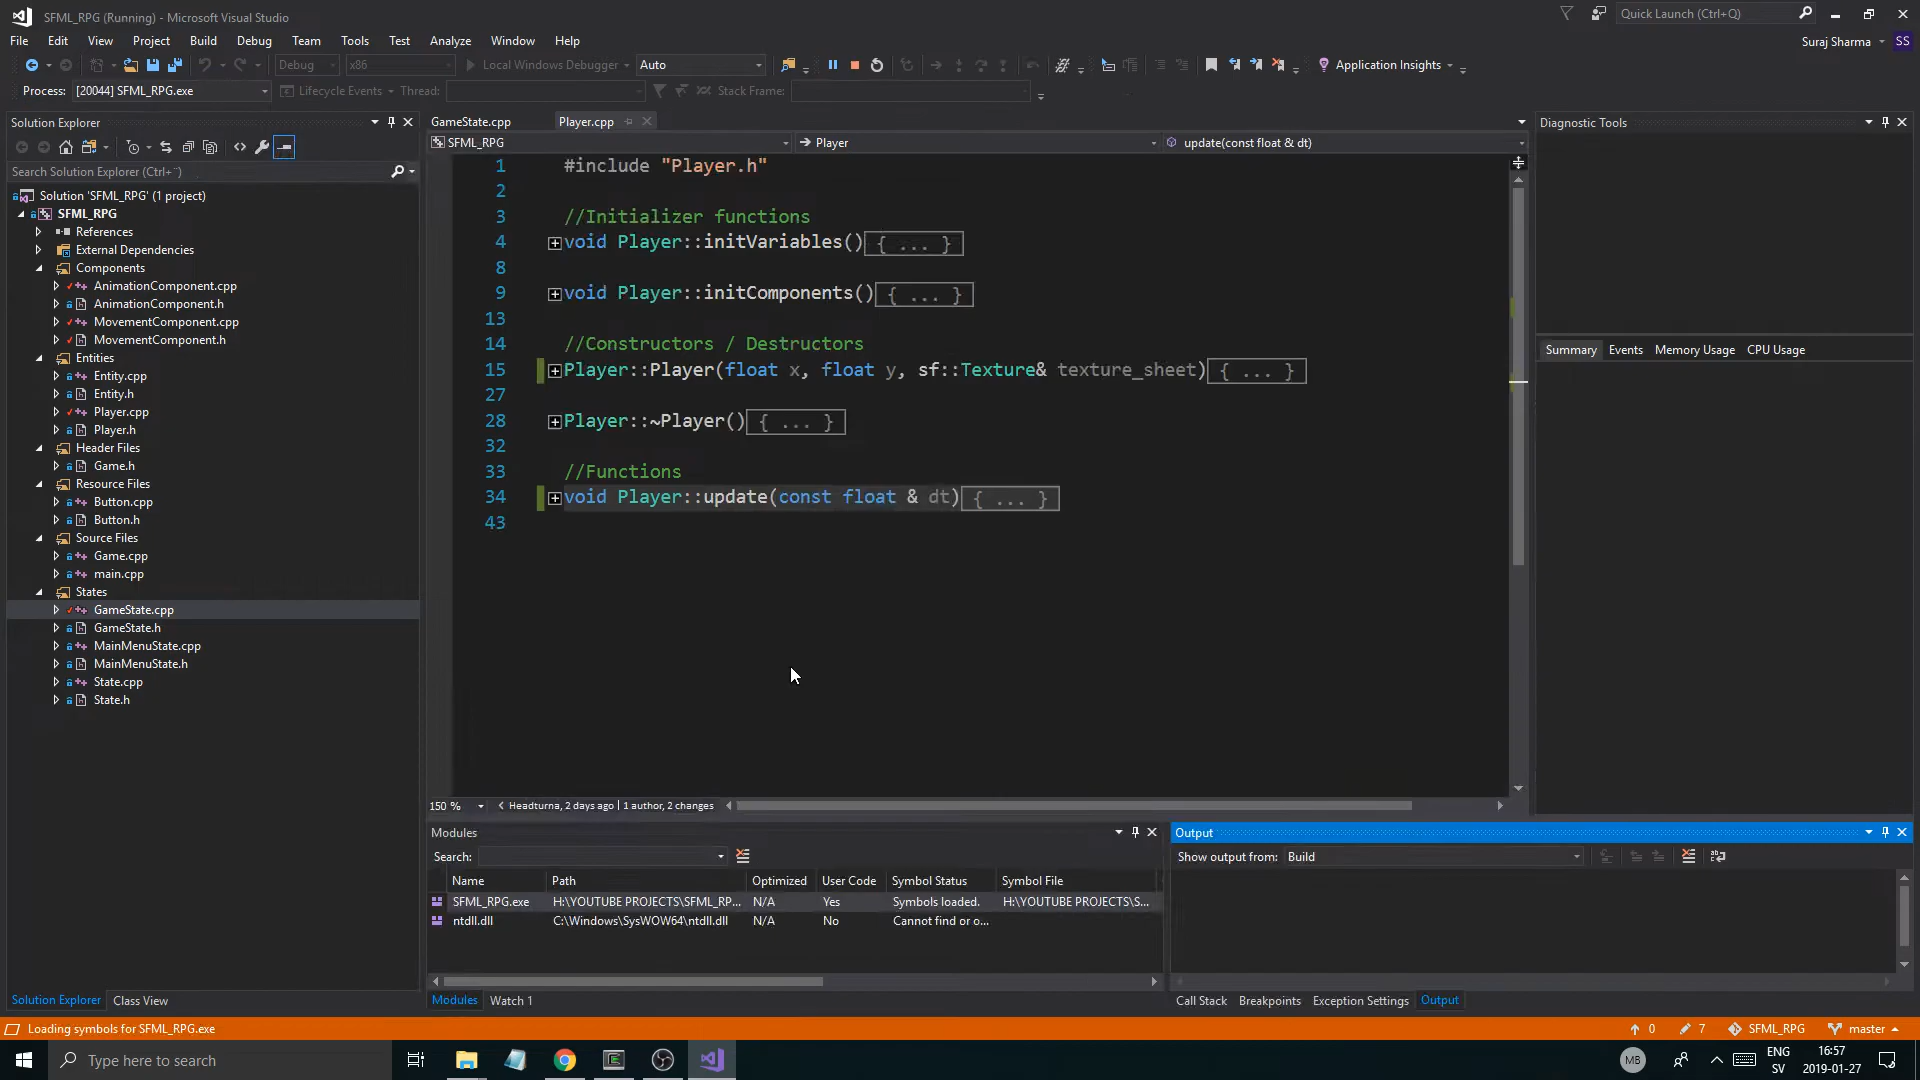 SFML_RPG (Running) - Microsoft Visual Studio
Quick Launch (Ctrl+Q)
File Edit View Project Build Debug Team Tools Test Analyze Window Help
Suraj Sharma SS
Debug x86 Local Windows Debugger Auto Application Insights
Process: [20044] SFML_RPG.exe Lifecycle Events Thread: Stack Frame:
Solution Explorer
Search Solution Explorer (Ctrl+¨)
Solution 'SFML_RPG' (1 project)
SFML_RPG
References
External Dependencies
Components
AnimationComponent.cpp
AnimationComponent.h
MovementComponent.cpp
MovementComponent.h
Entities
Entity.cpp
Entity.h
Player.cpp
Player.h
Header Files
Game.h
Resource Files
Button.cpp
Button.h
Source Files
Game.cpp
main.cpp
States
GameState.cpp
GameState.h
MainMenuState.cpp
MainMenuState.h
State.cpp
State.h
Solution Explorer Class View
GameState.cpp Player.cpp
SFML_RPG Player update(const float & dt)
1 #include "Player.h"
2
3 //Initializer functions
4 void Player::initVariables(){ ... }
8
9 void Player::initComponents(){ ... }
13
14 //Constructors / Destructors
15 Player::Player(float x, float y, sf::Texture& texture_sheet){ ... }
27
28 Player::~Player(){ ... }
32
33 //Functions
34 void Player::update(const float & dt){ ... }
43
150 % Headturna, 2 days ago | 1 author, 2 changes
Diagnostic Tools
Summary Events Memory Usage CPU Usage
Modules
Search:
Name Path Optimized User Code Symbol Status Symbol File
SFML_RPG.exe H:\YOUTUBE PROJECTS\SFML_RP... N/A Yes Symbols loaded. H:\YOUTUBE PROJECTS\S...
ntdll.dll C:\Windows\SysWOW64\ntdll.dll N/A No Cannot find or o...
Modules Watch 1
Output
Show output from: Build
Call Stack Breakpoints Exception Settings Output
Loading symbols for SFML_RPG.exe
0 7 SFML_RPG master
Type here to search
MB
ENG
SV
16:57
2019-01-27